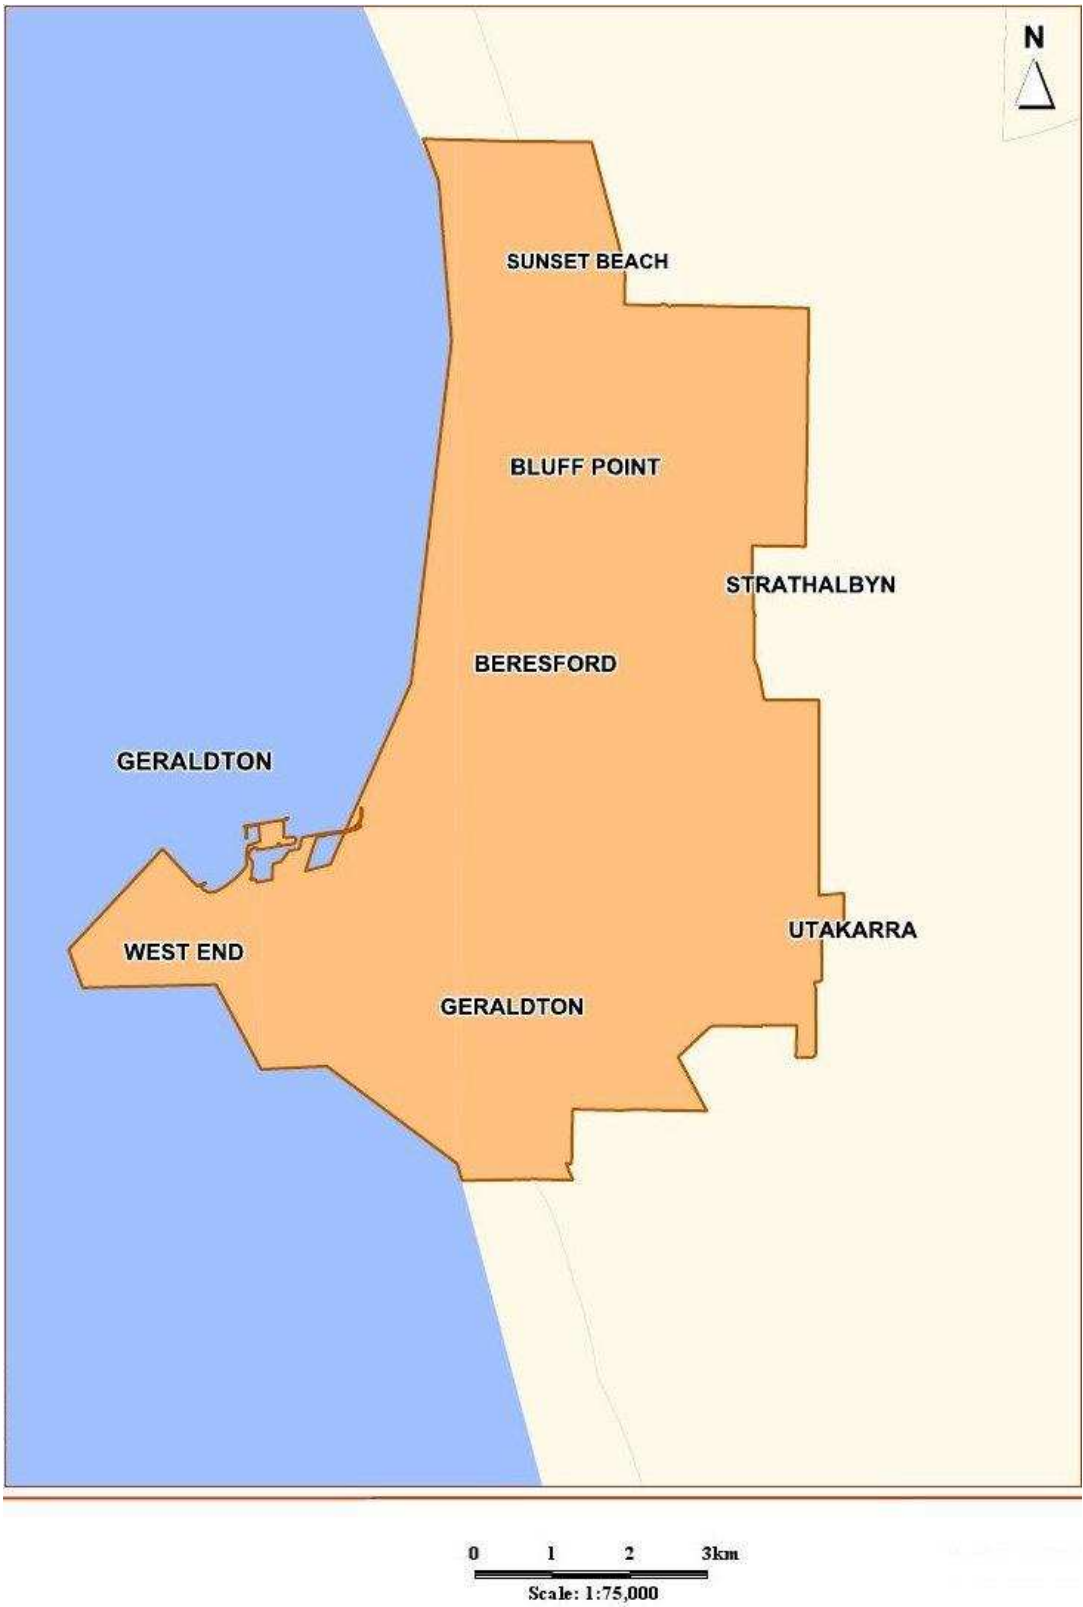 N
SUNSET BEACH
BLUFF POINT
STRATHALBYN
BERESFORD
GERALDTON
UTAKARRA
WEST END
GERALDTON
0 1 2 3km
Scale: 1:75,000